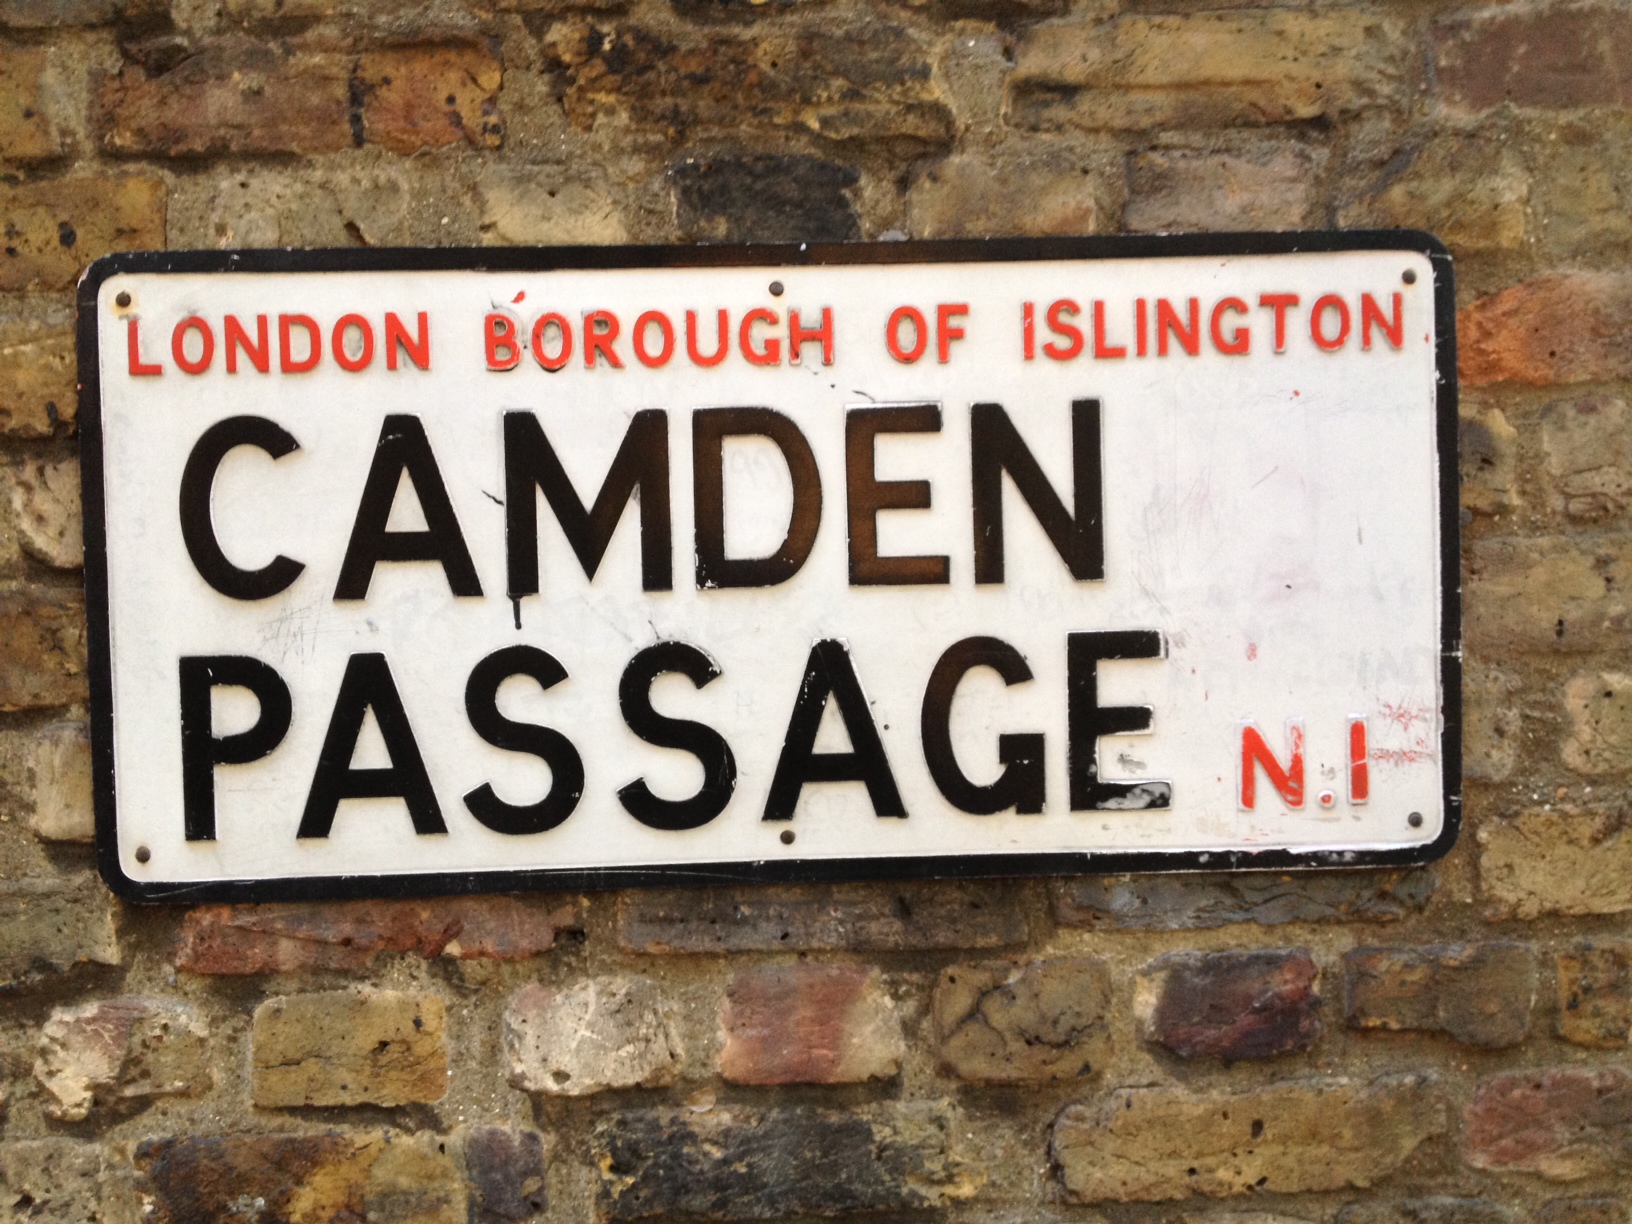 LONDON BOROUGH OF ISLINGTON
CAMDEN
PASSAGE N.1